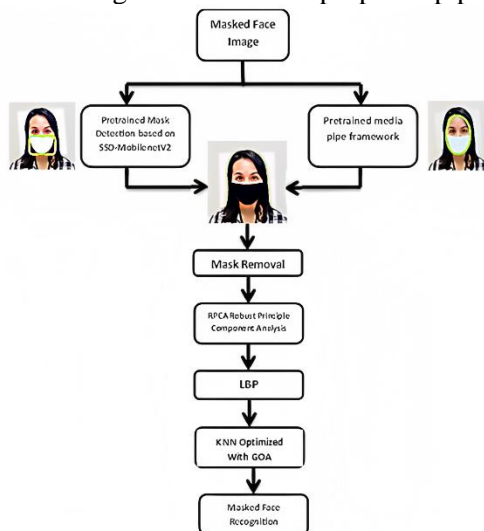 Masked Face
Image
Pretrained Mask
Detection based on
SSD-MobilenetV2
Pretrained media
pipe framework
Mask Removal
RPCA Robust Principle
Component Analysis
LBP
KNN Optimized
With GOA
Masked Face
Recognition